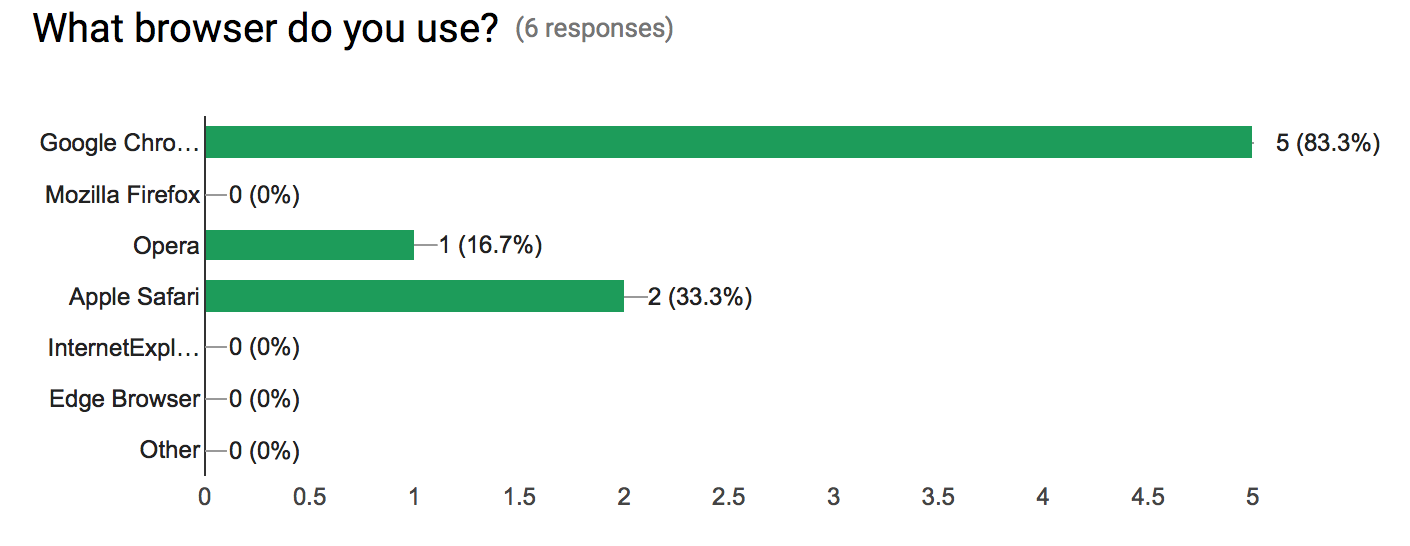 What browser do you use? (6 responses)
Google Chro… 5 (83.3%)
Mozilla Firefox 0 (0%)
Opera 1 (16.7%)
Apple Safari 2 (33.3%)
InternetExpl… 0 (0%)
Edge Browser 0 (0%)
Other 0 (0%)
0 0.5 1 1.5 2 2.5 3 3.5 4 4.5 5